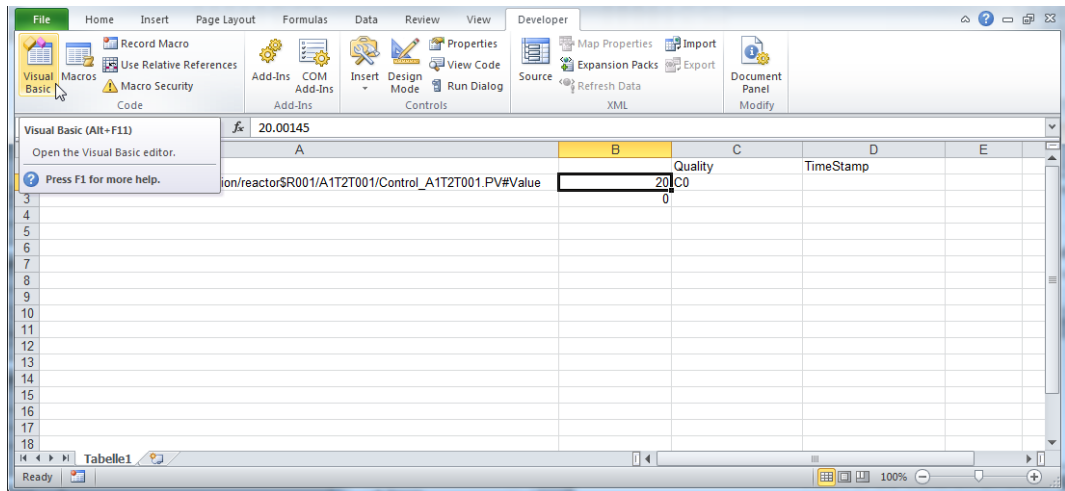 File Home Insert Page Layout Formulas Data Review View Developer
Record Macro Properties Map Properties Import
Use Relative References View Code Expansion Packs Export
Visual Basic Macros Macro Security Add-Ins COM Add-Ins Insert Design Mode Run Dialog Source Refresh Data Document Panel
Code Add-Ins Controls XML Modify
Visual Basic (Alt+F11) fx 20.00145
Open the Visual Basic editor.
Press F1 for more help.
A B C D E
Quality TimeStamp
ion/reactor$R001/A1T2T001/Control_A1T2T001.PV#Value 20 C0
3 0
4
5
6
7
8
9
10
11
12
13
14
15
16
17
18
Tabelle1
Ready 100%